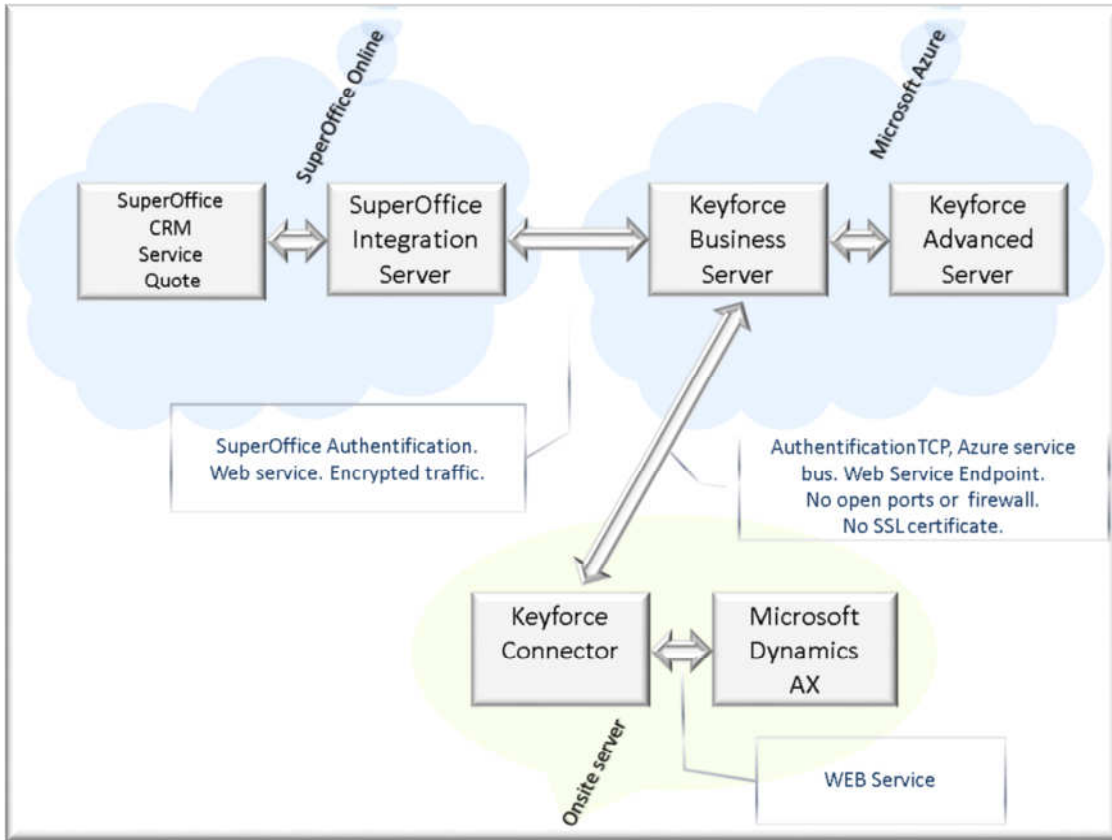 SuperOffice Online
Microsoft Azure
SuperOffice
CRM
Service
Quote
SuperOffice
Integration
Server
Keyforce
Business
Server
Keyforce
Advanced
Server
SuperOffice Authentification.
Web service. Encrypted traffic.
AuthentificationTCP, Azure service
bus. Web Service Endpoint.
No open ports or firewall.
No SSL certificate.
Keyforce
Connector
Microsoft
Dynamics
AX
Onsite server
WEB Service